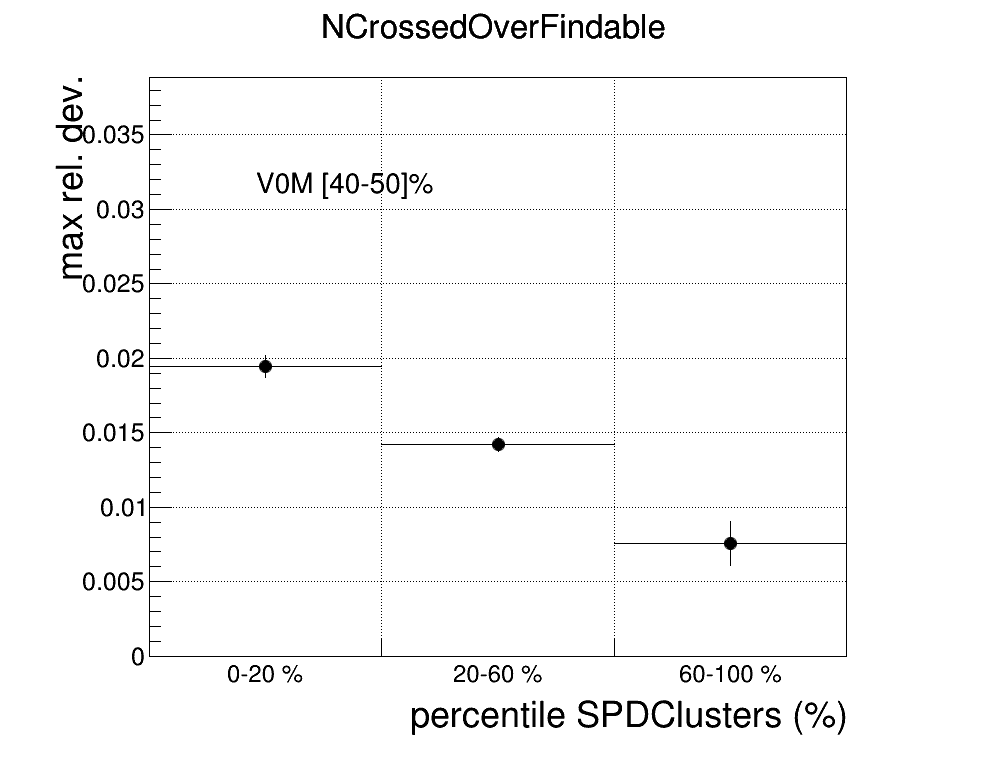 NCrossedOverFindable
max rel. dev.
0.035
V0M [40-50]%
0.03
0.025
0.02
0.015
0.01
0.005
0
0-20 % 20-60 % 60-100 %
percentile SPDClusters (%)